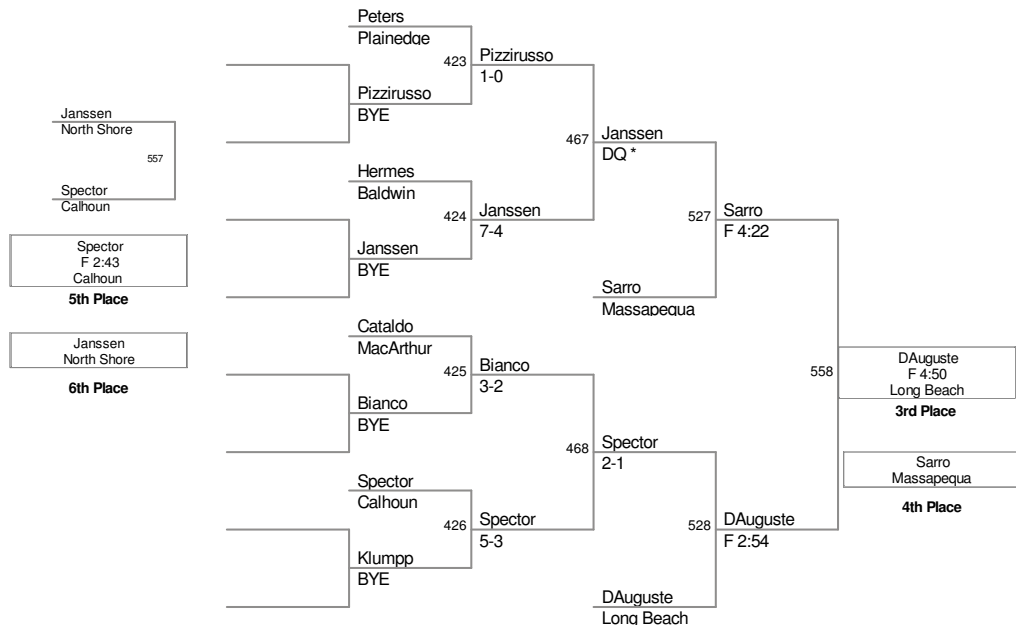 Peters
Plainedge
423
Pizzirusso
1-0
Pizzirusso
BYE
Janssen
North Shore
557
Spector
Calhoun
467
Janssen
DQ *
Hermes
Baldwin
424
Janssen
7-4
Janssen
BYE
527
Sarro
F 4:22
Spector
F 2:43
Calhoun
5th Place
Sarro
Massapequa
Janssen
North Shore
6th Place
Cataldo
MacArthur
425
Bianco
3-2
Bianco
BYE
558
DAuguste
F 4:50
Long Beach
3rd Place
468
Spector
2-1
Sarro
Massapequa
4th Place
Spector
Calhoun
426
Spector
5-3
Klumpp
BYE
528
DAuguste
F 2:54
DAuguste
Long Beach